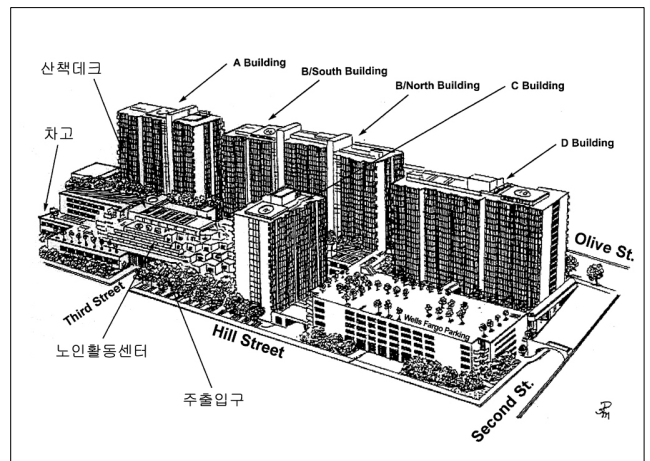 산책데크
A Building
B/South Building
B/North Building
C Building
차고
D Building
Olive St.
Third Street
Wells Fargo Parking
Hill Street
노인활동센터
Second St.
주출입구